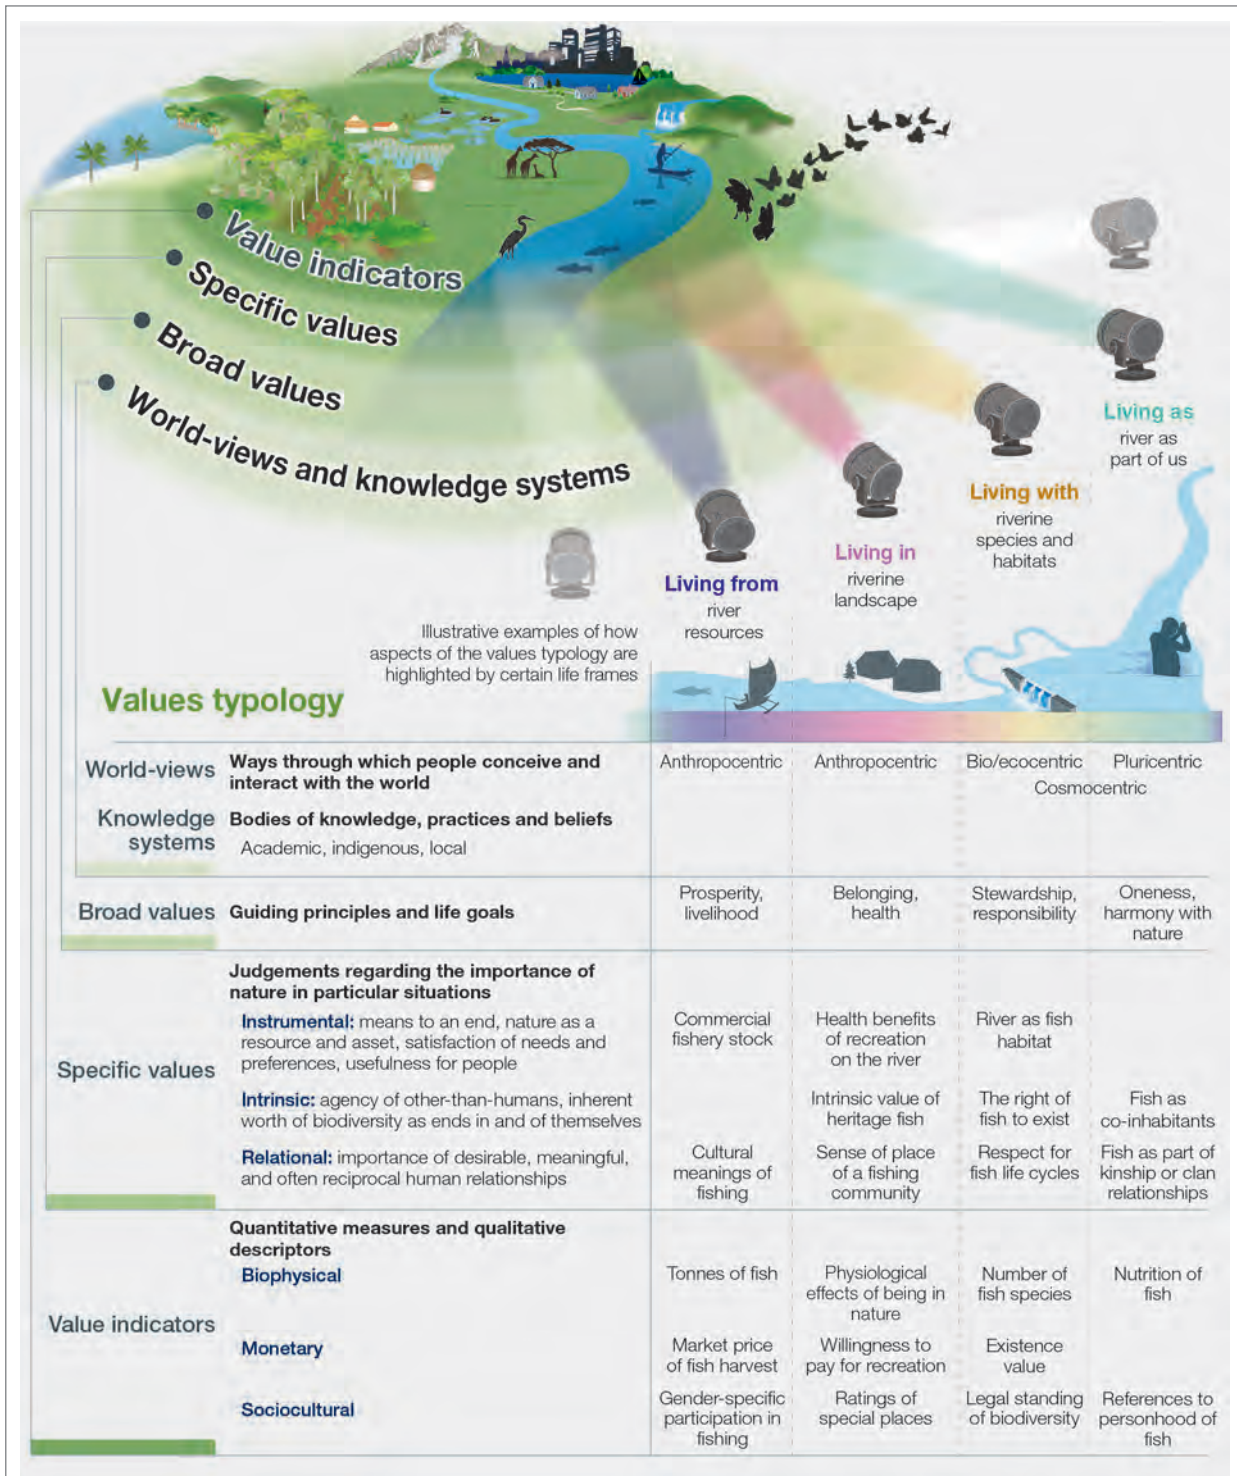 Value indicators
Specific values
Broad values
World-views and knowledge systems
Living as
river as
part of us
Living with
riverine
species and
habitats
Living in
riverine
landscape
Living from
river
resources
Illustrative examples of how
aspects of the values typology are
highlighted by certain life frames
Values typology
World-views
Ways through which people conceive and
interact with the world
Anthropocentric
Anthropocentric
Bio/ecocentric
Pluricentric
Cosmocentric
Knowledge
systems
Bodies of knowledge, practices and beliefs
Academic, indigenous, local
Broad values
Guiding principles and life goals
Prosperity,
livelihood
Belonging,
health
Stewardship,
responsibility
Oneness,
harmony with
nature
Specific values
Judgements regarding the importance of
nature in particular situations
Instrumental: means to an end, nature as a
resource and asset, satisfaction of needs and
preferences, usefulness for people
Commercial
fishery stock
Health benefits
of recreation
on the river
River as fish
habitat
Intrinsic: agency of other-than-humans, inherent
worth of biodiversity as ends in and of themselves
Intrinsic value of
heritage fish
The right of
fish to exist
Fish as
co-inhabitants
Relational: importance of desirable, meaningful,
and often reciprocal human relationships
Cultural
meanings of
fishing
Sense of place
of a fishing
community
Respect for
fish life cycles
Fish as part of
kinship or clan
relationships
Value indicators
Quantitative measures and qualitative
descriptors
Biophysical
Tonnes of fish
Physiological
effects of being in
nature
Number of
fish species
Nutrition of
fish
Monetary
Market price
of fish harvest
Willingness to
pay for recreation
Existence
value
Sociocultural
Gender-specific
participation in
fishing
Ratings of
special places
Legal standing
of biodiversity
References to
personhood of
fish